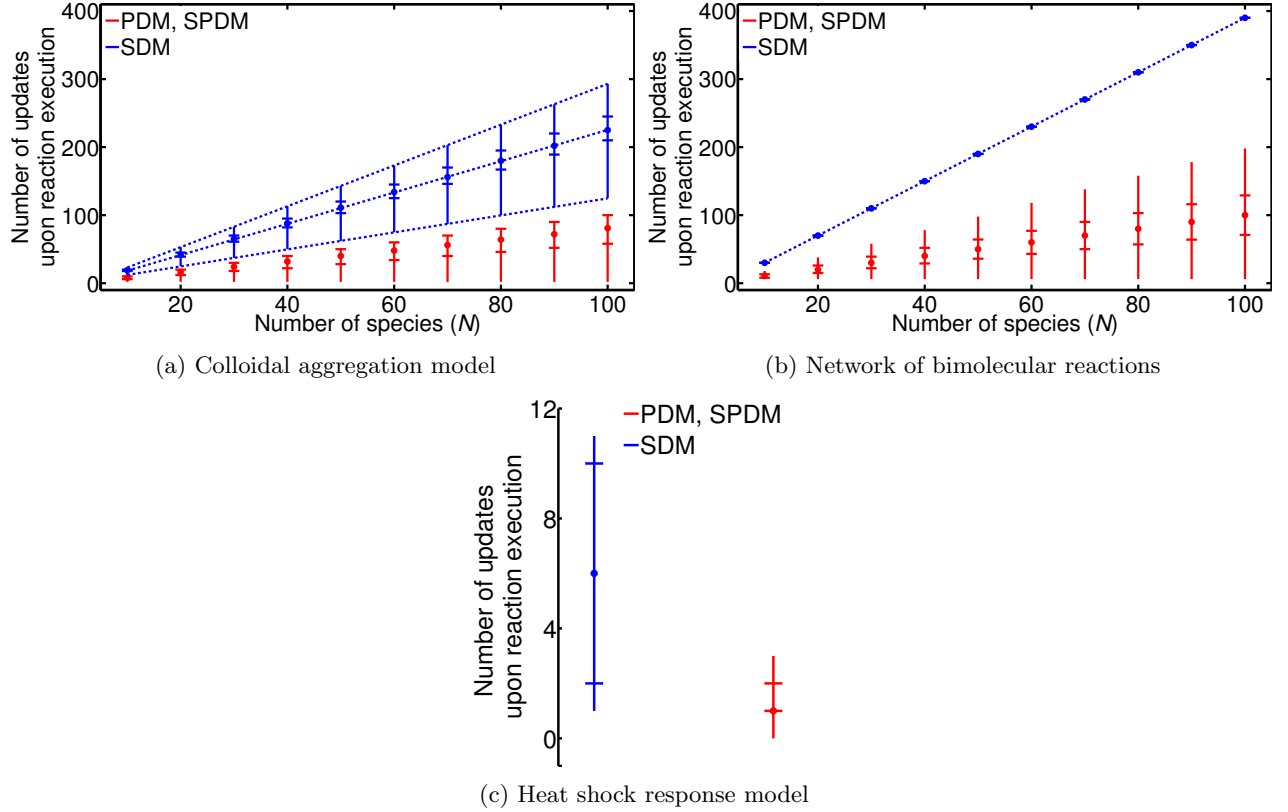 400
300
200
100
0
Number of updates
upon reaction execution
PDM, SPDM
SDM
20 40 60 80 100
Number of species (N)
(a) Colloidal aggregation model
400
300
200
100
0
Number of updates
upon reaction execution
PDM, SPDM
SDM
20 40 60 80 100
Number of species (N)
(b) Network of bimolecular reactions
12
8
4
0
Number of updates
upon reaction execution
PDM, SPDM
SDM
(c) Heat shock response model